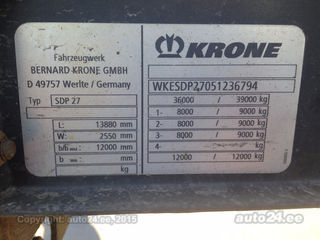 Fahrzeugwerk
BERNARD KRONE GMBH
D 49757 Werlte / Germany
Typ SDP 27
L: 13880 mm
W: 2550 mm
b/b 12000 mm
b mm
kg
KRONE
WKESDP27051236794
36000 / 39000 kg
1- 8000 / 9000 kg
2- 8000 / 9000 kg
3- 8000 / 9000 kg
4- kg
12000 / 12000 kg
Copyright auto24.ee, 2015
auto24.ee